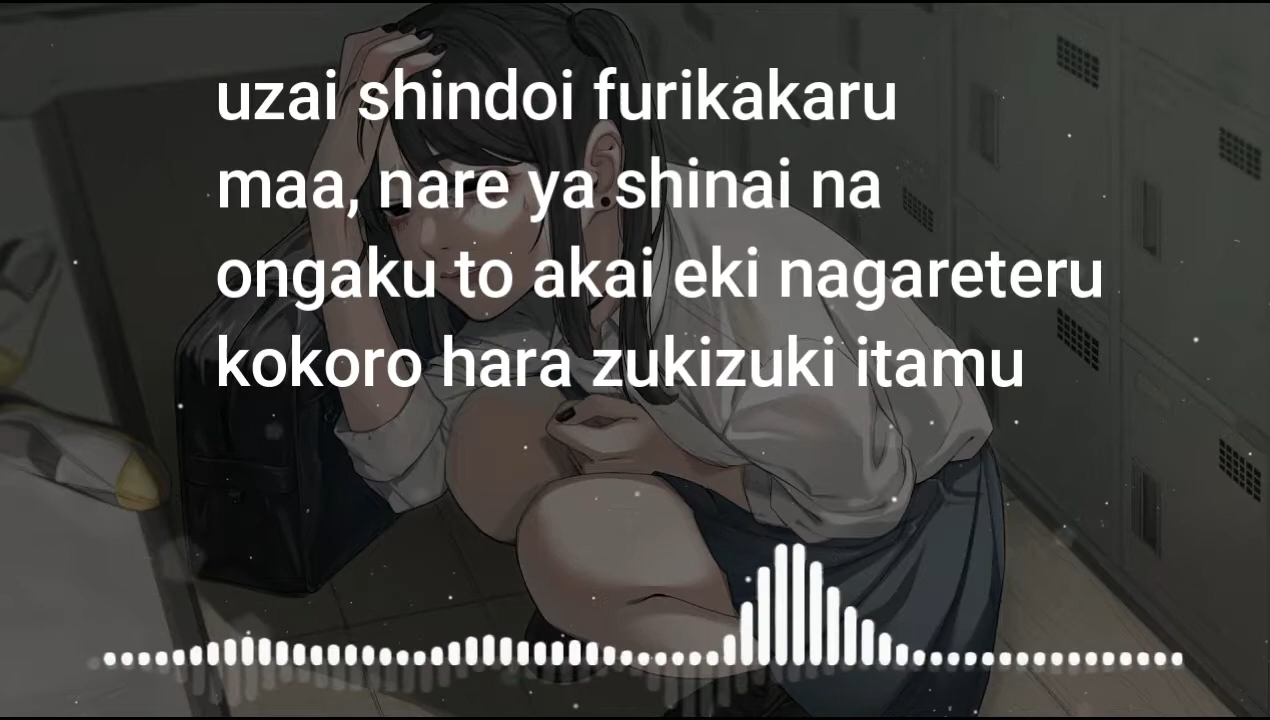 uzai shindoi furikakaru
maa, nare ya shinai na
ongaku to akai eki nagareteru
kokoro hara zukizuki itamu